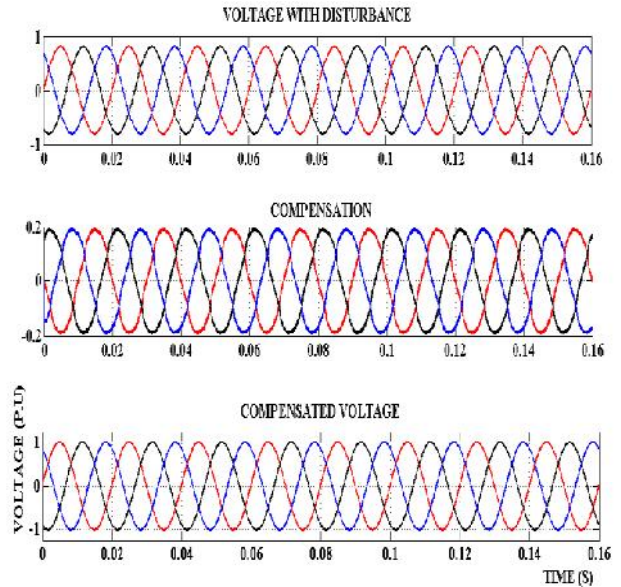 VOLTAGE WITH DISTURBANCE
1
0
-1
0 0.02 0.04 0.06 0.08 0.1 0.12 0.14 0.16
COMPENSATION
0.2
0
-0.2
0 0.02 0.04 0.06 0.08 0.1 0.12 0.14 0.16
COMPENSATED VOLTAGE
VOLTAGE (P.U)
1
0
-1
0 0.02 0.04 0.06 0.08 0.1 0.12 0.14 0.16
TIME (S)